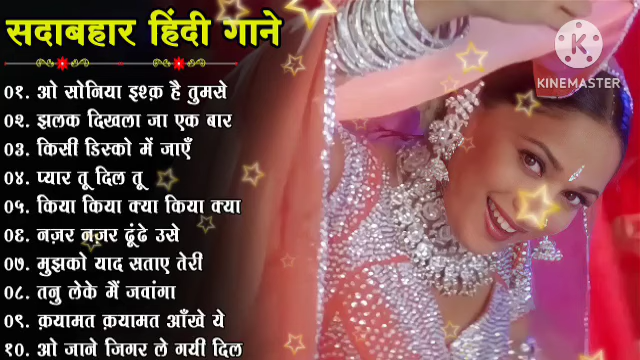 सदाबहार हिंदी गाने
KINEMASTER
०१. ओ सोनिया इश्क़ है तुमसे
०२. झलक दिखला जा एक बार
०३. किसी डिस्को में जाएँ
०४. प्यार तू दिल तू
०५. किया किया क्या किया क्या
०६. नज़र नज़र ढूंढे उसे
०७. मुझको याद सताए तेरी
०८. तनु लेके मैं जवांगा
०९. क़यामत क़यामत आँखे ये
१०. ओ जाने जिगर ले गयी दिल